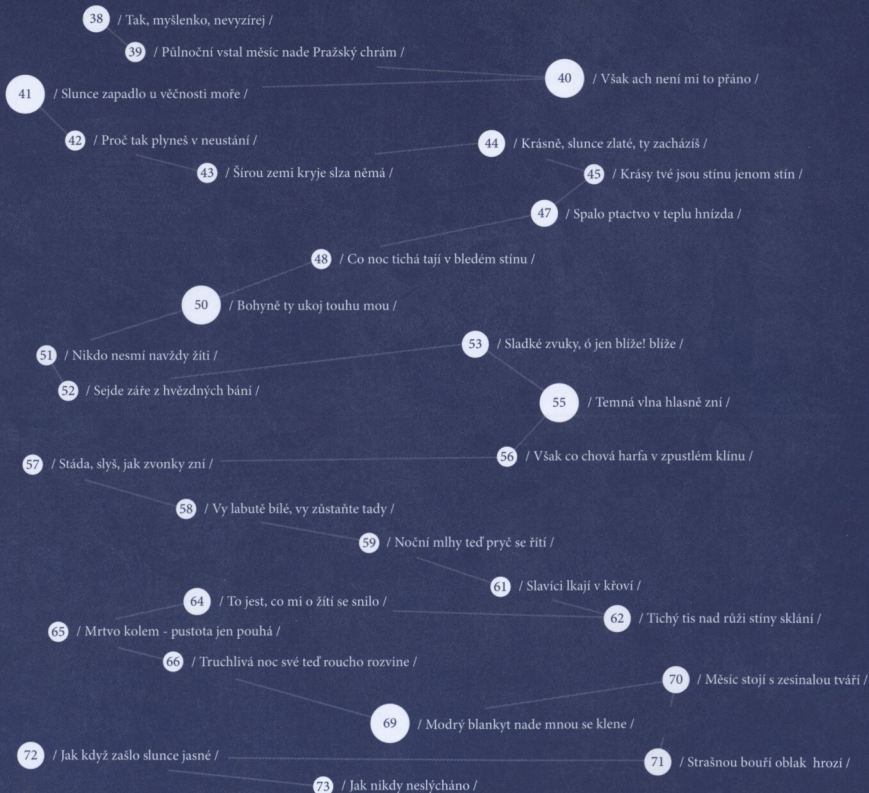 38 / Tak, myšlenko, nevyzírej /
39 / Půlnoční vstal měsíc nade Pražský chrám /
40 / Však ach není mi to přáno /
41 / Slunce zapadlo u věčnosti moře /
42 / Proč tak plyneš v neustání /
43 / Šírou zemi kryje slza němá /
44 / Krásně, slunce zlaté, ty zacházíš /
45 / Krásy tvé jsou stínu jenom stín /
47 / Spalo ptactvo v teplu hnízda /
48 / Co noc tichá tají v bledém stínu /
50 / Bohyně ty ukoj touhu mou /
51 / Nikdo nesmí navždy žíti /
52 / Sejde záře z hvězdných bání /
53 / Sladké zvuky, ó jen blíže! blíže /
55 / Temná vlna hlasně zní /
56 / Však co chová harfa v zpustlém klínu /
57 / Stáda, slyš, jak zvonky zní /
58 / Vy labutě bílé, vy zůstaňte tady /
59 / Noční mlhy teď pryč se řítí /
61 / Slavíci lkají v křoví /
62 / Tichý tis nad růži stíny sklání /
64 / To jest, co mi o žití se snilo /
65 / Mrtvo kolem - pustota jen pouhá /
66 / Truchlivá noc své teď roucho rozvine /
69 / Modrý blankyt nade mnou se klene /
70 / Měsíc stojí s zesinalou tváří /
71 / Strašnou bouří oblak hrozí /
72 / Jak když zašlo slunce jasné /
73 / Jak nikdy neslýcháno /